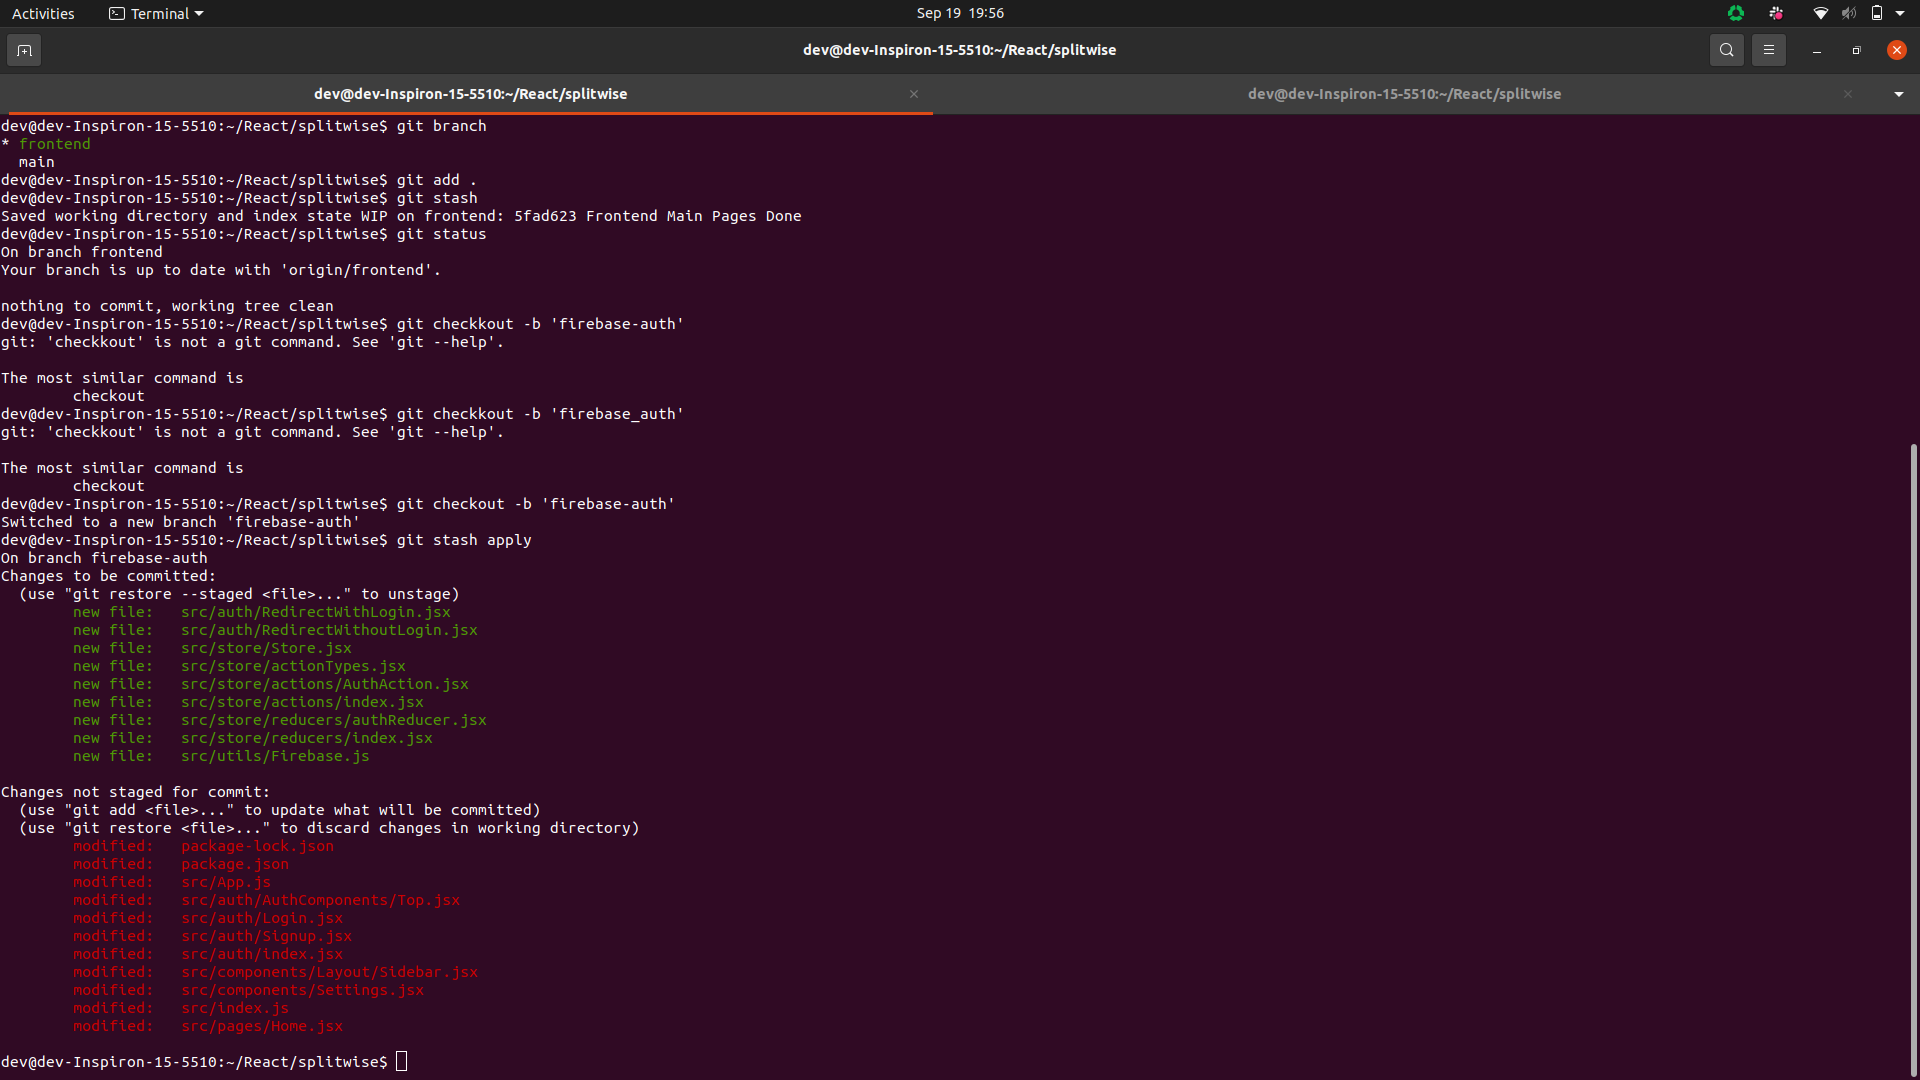 Activities
Terminal
Sep 19 19:56
dev@dev-Inspiron-15-5510:~/React/splitwise
dev@dev-Inspiron-15-5510:~/React/splitwise
dev@dev-Inspiron-15-5510:~/React/splitwise
dev@dev-Inspiron-15-5510:~/React/splitwise$ git branch
* frontend
  main
dev@dev-Inspiron-15-5510:~/React/splitwise$ git add .
dev@dev-Inspiron-15-5510:~/React/splitwise$ git stash
Saved working directory and index state WIP on frontend: 5fad623 Frontend Main Pages Done
dev@dev-Inspiron-15-5510:~/React/splitwise$ git status
On branch frontend
Your branch is up to date with 'origin/frontend'.

nothing to commit, working tree clean
dev@dev-Inspiron-15-5510:~/React/splitwise$ git checkkout -b 'firebase-auth'
git: 'checkkout' is not a git command. See 'git --help'.

The most similar command is
        checkout
dev@dev-Inspiron-15-5510:~/React/splitwise$ git checkkout -b 'firebase_auth'
git: 'checkkout' is not a git command. See 'git --help'.

The most similar command is
        checkout
dev@dev-Inspiron-15-5510:~/React/splitwise$ git checkout -b 'firebase-auth'
Switched to a new branch 'firebase-auth'
dev@dev-Inspiron-15-5510:~/React/splitwise$ git stash apply
On branch firebase-auth
Changes to be committed:
  (use "git restore --staged <file>..." to unstage)
        new file:   src/auth/RedirectWithLogin.jsx
        new file:   src/auth/RedirectWithoutLogin.jsx
        new file:   src/store/Store.jsx
        new file:   src/store/actionTypes.jsx
        new file:   src/store/actions/AuthAction.jsx
        new file:   src/store/actions/index.jsx
        new file:   src/store/reducers/authReducer.jsx
        new file:   src/store/reducers/index.jsx
        new file:   src/utils/Firebase.js

Changes not staged for commit:
  (use "git add <file>..." to update what will be committed)
  (use "git restore <file>..." to discard changes in working directory)
        modified:   package-lock.json
        modified:   package.json
        modified:   src/App.js
        modified:   src/auth/AuthComponents/Top.jsx
        modified:   src/auth/Login.jsx
        modified:   src/auth/Signup.jsx
        modified:   src/auth/index.jsx
        modified:   src/components/Layout/Sidebar.jsx
        modified:   src/components/Settings.jsx
        modified:   src/index.js
        modified:   src/pages/Home.jsx

dev@dev-Inspiron-15-5510:~/React/splitwise$